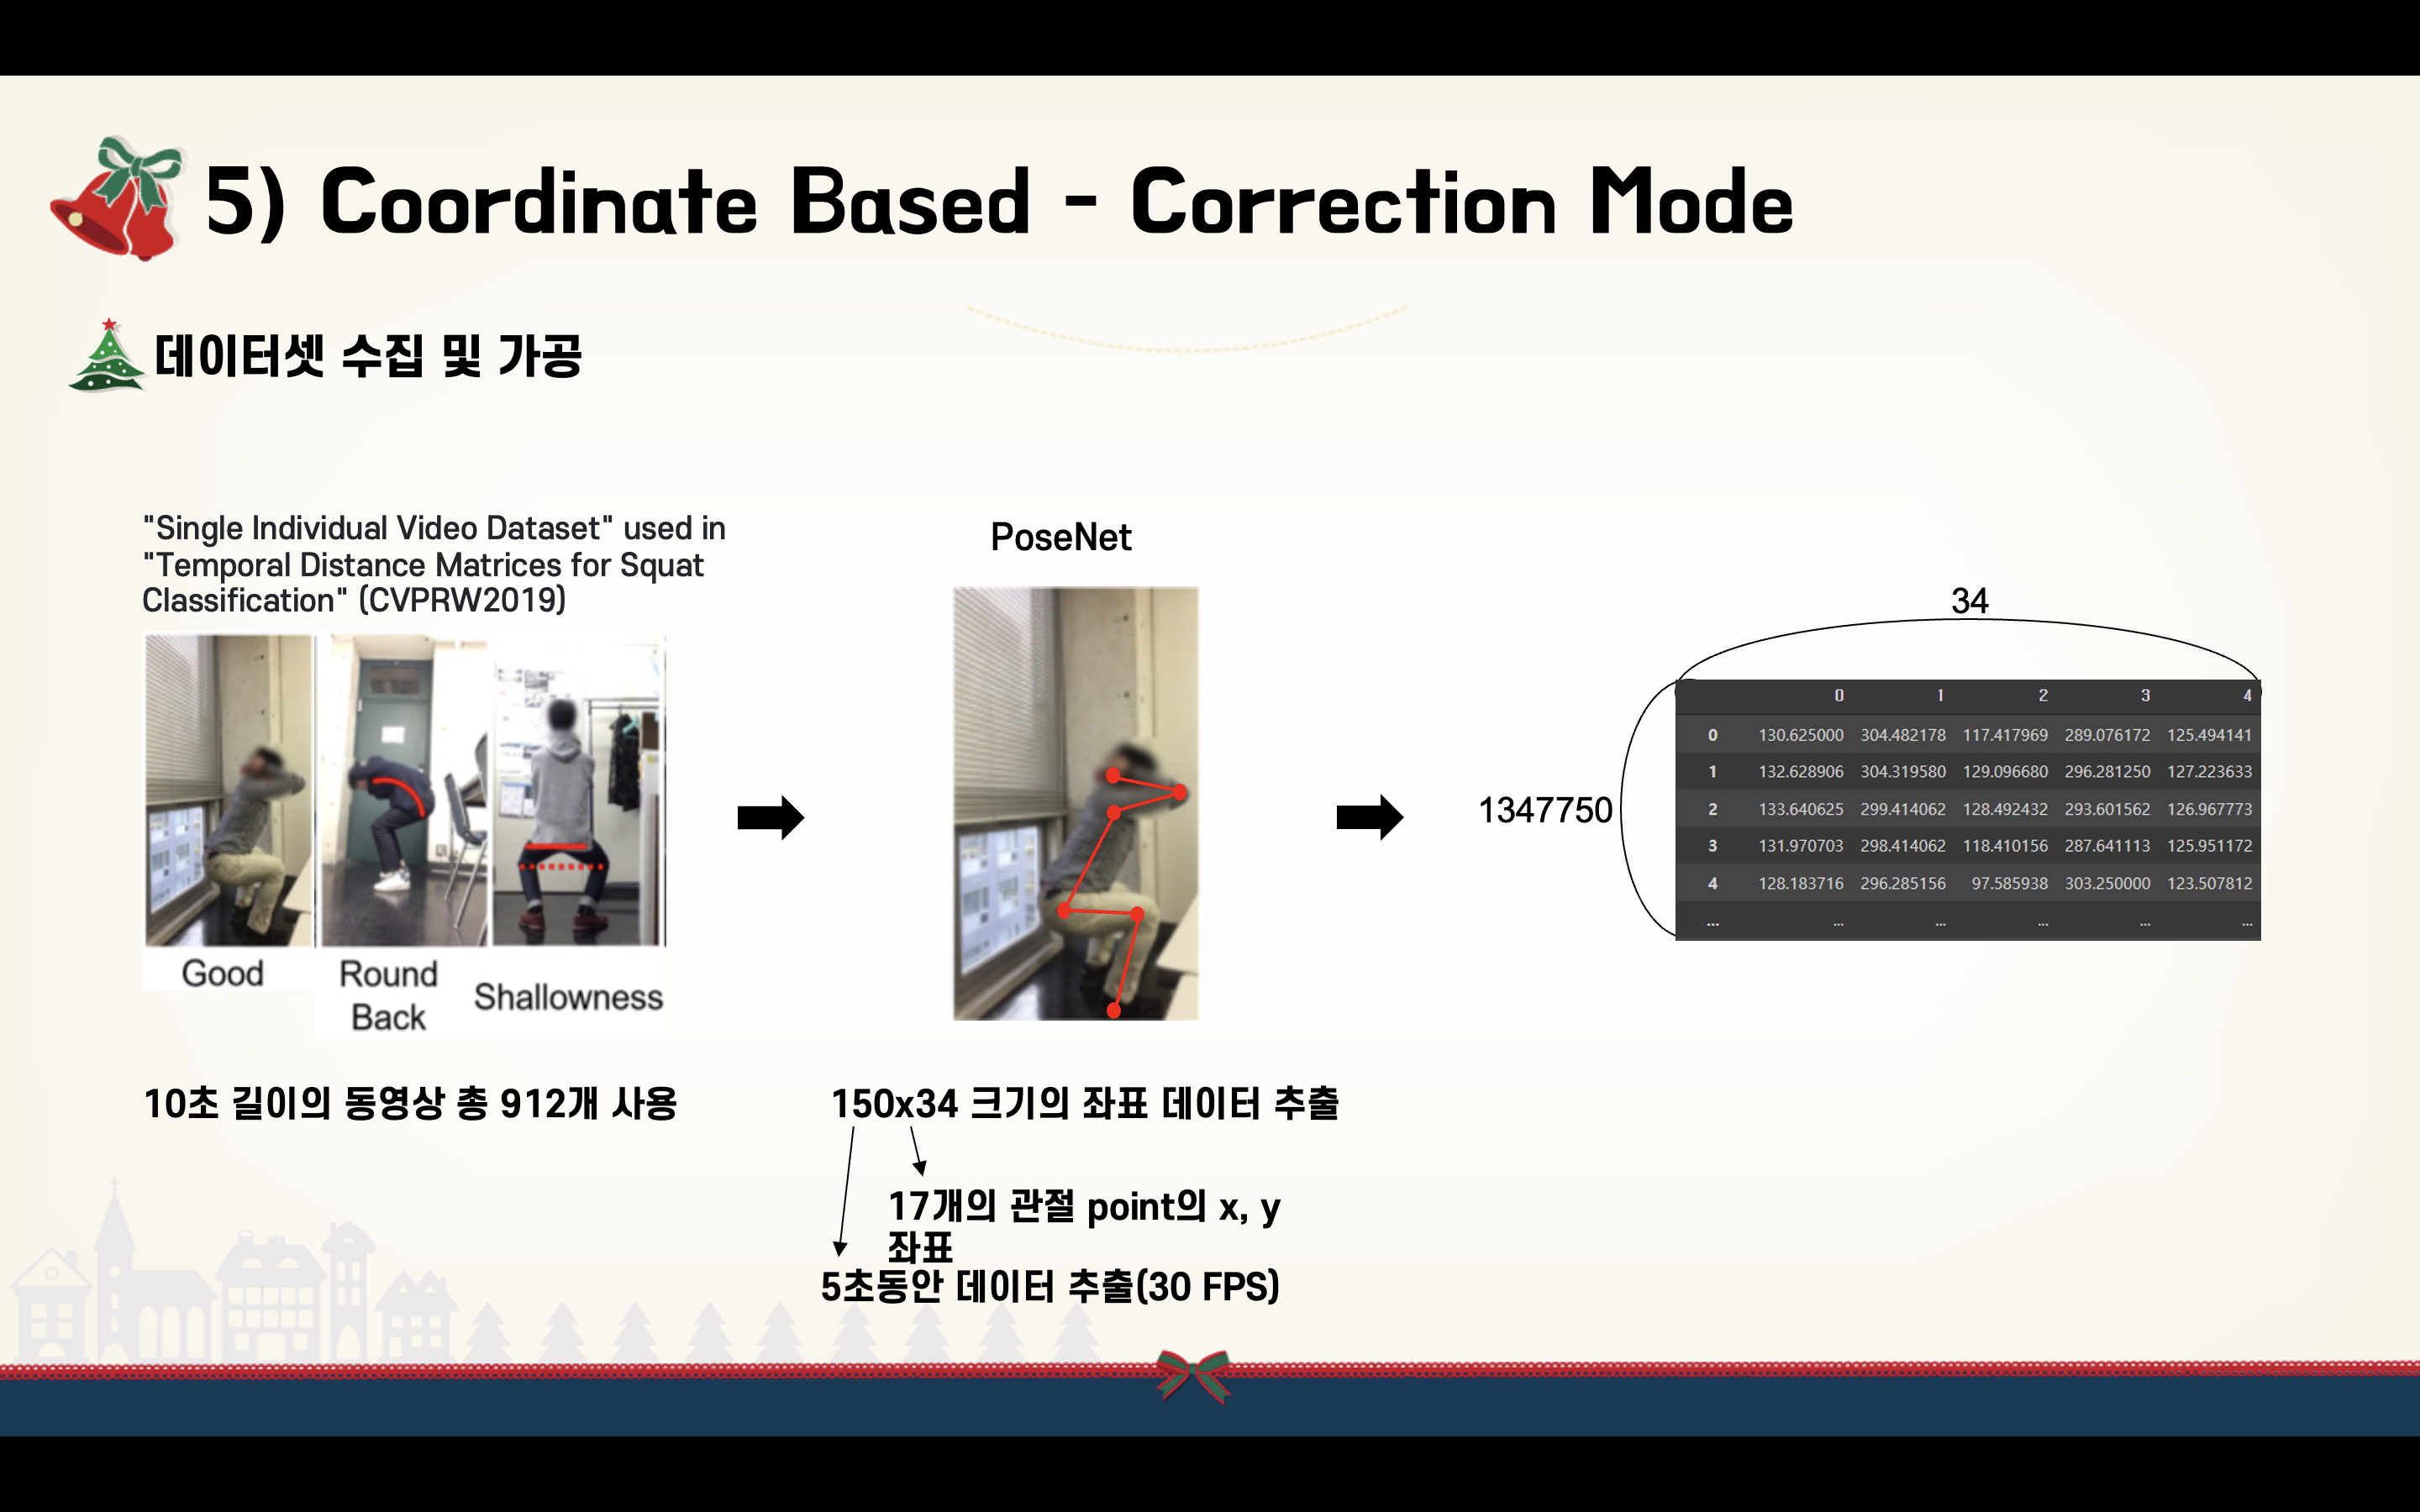 5) Coordinate Based - Correction Mode
데이터셋 수집 및 가공
"Single Individual Video Dataset" used in
"Temporal Distance Matrices for Squat
Classification" (CVPRW2019)
Good
Round
Back
Shallowness
10초 길이의 동영상 총 912개 사용
PoseNet
150x34 크기의 좌표 데이터 추출
17개의 관절 point의 x, y
좌표
5초동안 데이터 추출(30 FPS)
34
1347750
0 1 2 3 4
0 130.625000 304.482178 117.417969 289.076172 125.494141
1 132.628906 304.319580 129.096680 296.281250 127.223633
2 133.640625 299.414062 128.492432 293.601562 126.967773
3 131.970703 298.414062 118.410156 287.641113 125.951172
4 128.183716 296.285156 97.585938 303.250000 123.507812
... ... ... ... ... ...